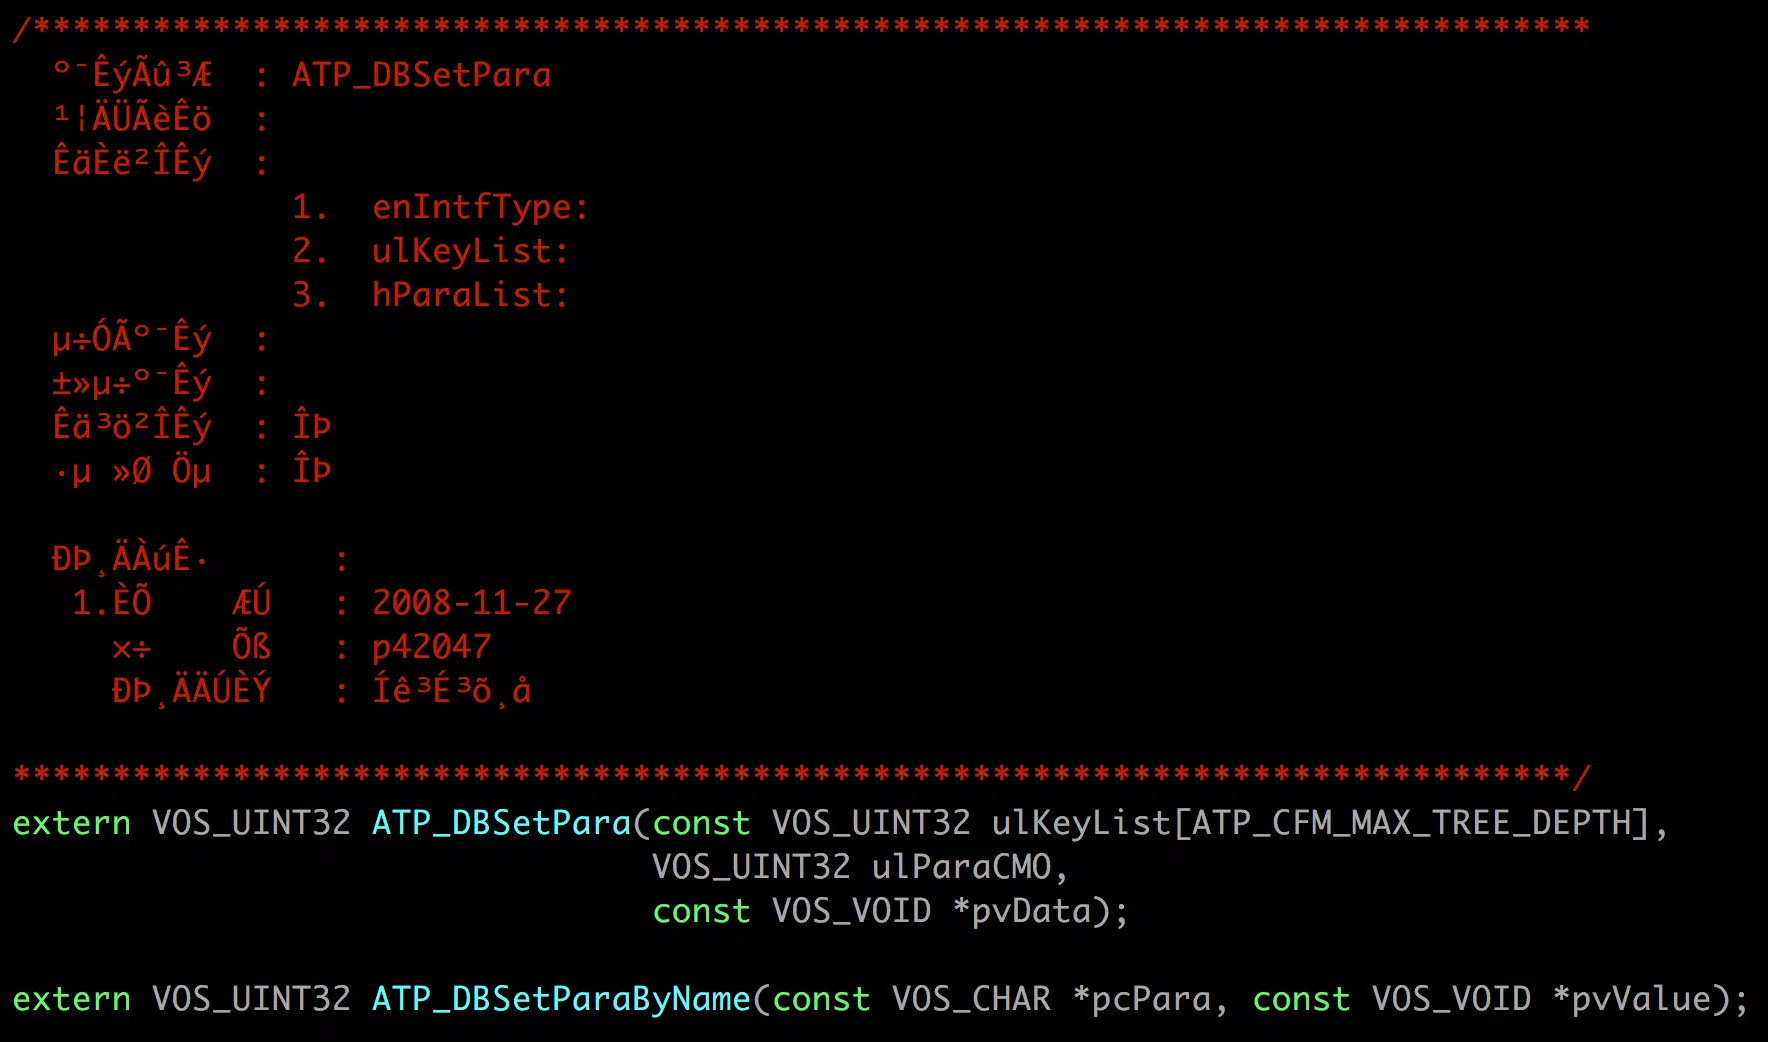 /******************************************************************************
º¯ÊýÃû³Æ : ATP_DBSetPara
¹¦ÄÜÃèÊö :
ÊäÈë²ÎÊý :
1. enIntfType:
2. ulKeyList:
3. hParaList:
µ÷ÓÃº¯Êý :
±»µ÷º¯Êý :
Êä³ö²ÎÊý : ÎÞ
·µ »Ø Öµ : ÎÞ
ÐÞ¸ÄÀúÊ· :
1.ÈÕ ÆÚ : 2008-11-27
×÷ Õß : p42047
ÐÞ¸ÄÄÚÈÝ : Íê³É³õ¸å
******************************************************************************/
extern VOS_UINT32 ATP_DBSetPara(const VOS_UINT32 ulKeyList[ATP_CFM_MAX_TREE_DEPTH],
VOS_UINT32 ulParaCMO,
const VOS_VOID *pvData);
extern VOS_UINT32 ATP_DBSetParaByName(const VOS_CHAR *pcPara, const VOS_VOID *pvValue);